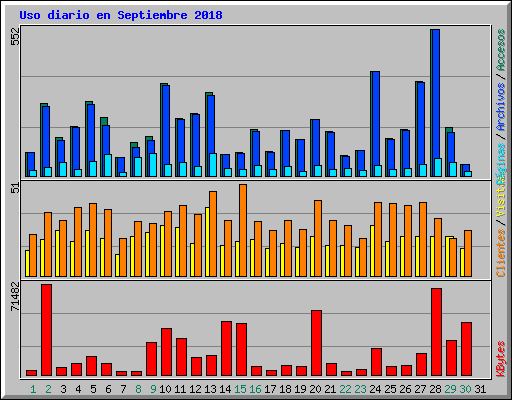 Uso diario en Septiembre 2018
552
51
71482
Accesos / Archivos / Páginas / Visitas / Clientes
KBytes
1 2 3 4 5 6 7 8 9 10 11 12 13 14 15 16 17 18 19 20 21 22 23 24 25 26 27 28 29 30 31